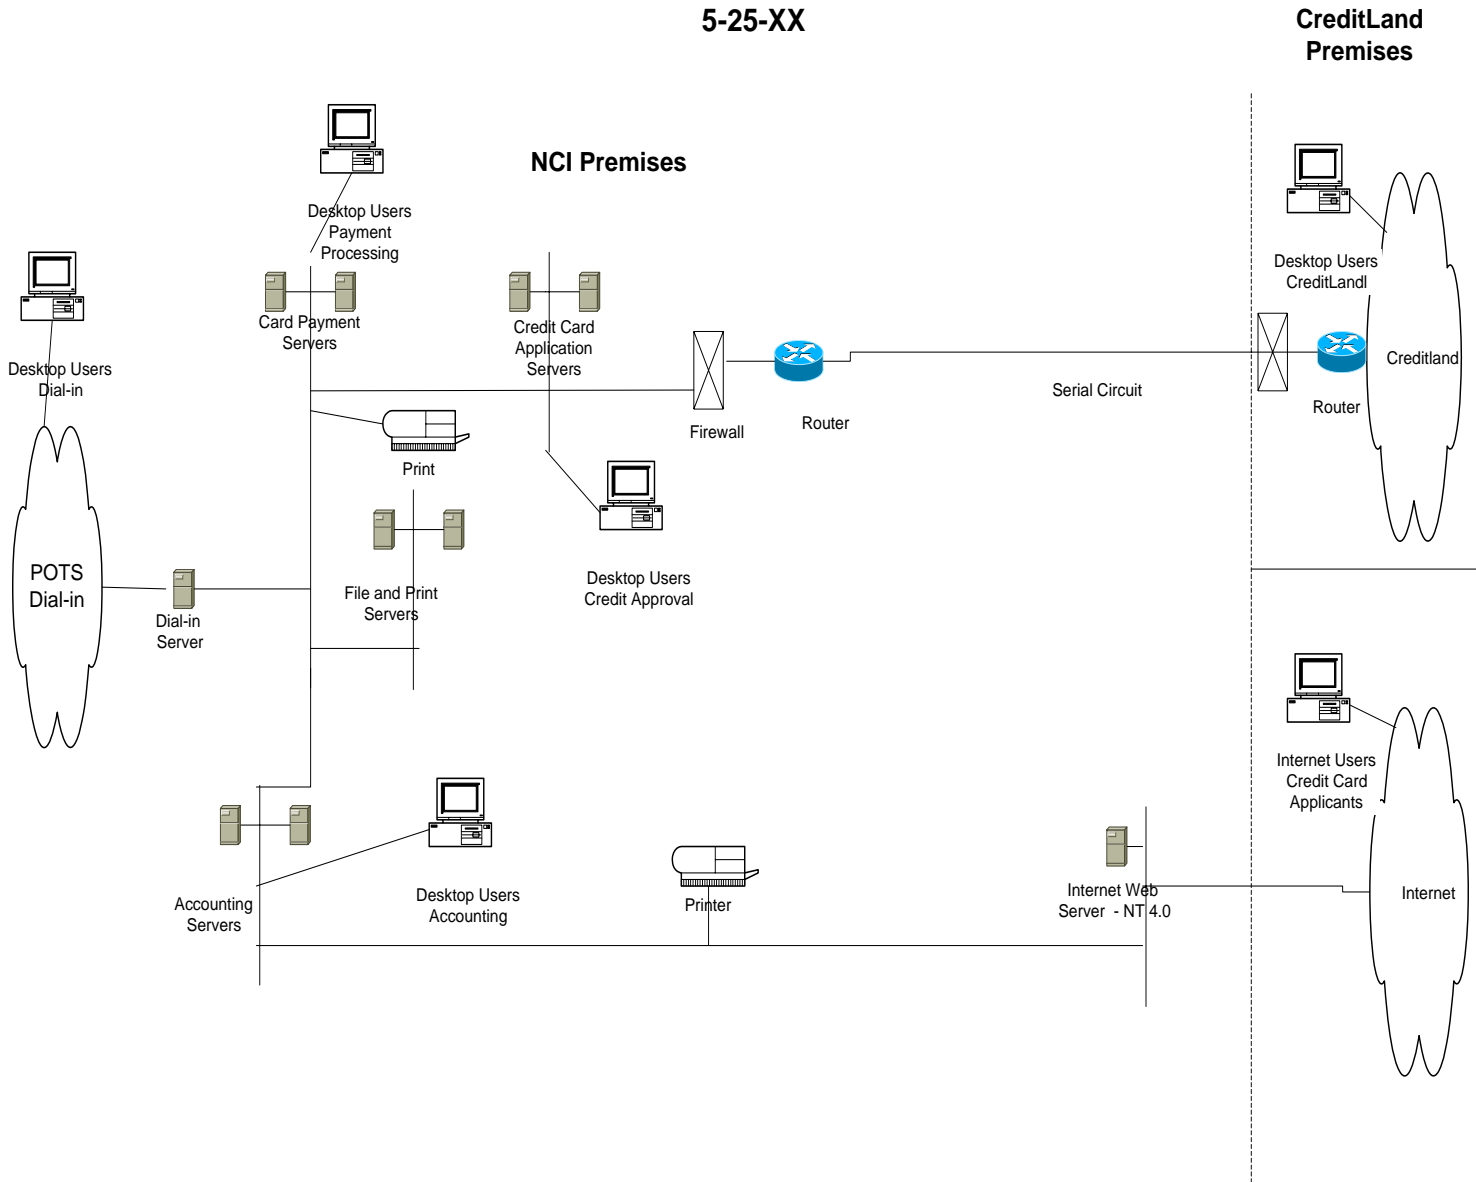 5-25-XX
CreditLand
Premises
NCI Premises
Desktop Users
Payment
Processing
Desktop Users
CreditLandl
Card Payment
Servers
Credit Card
Application
Servers
Desktop Users
Dial-in
Creditland
Serial Circuit
Router
Router
Firewall
Print
POTS
Dial-in
Desktop Users
Credit Approval
File and Print
Servers
Dial-in
Server
Internet Users
Credit Card
Applicants
Accounting
Servers
Desktop Users
Accounting
Printer
Internet Web
Server - NT 4.0
Internet